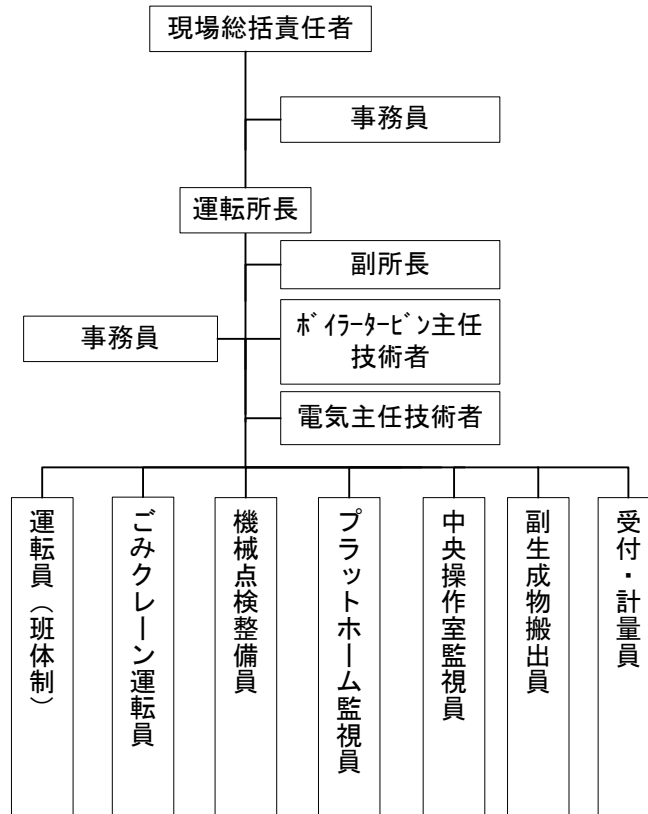 現場総括責任者
事務員
運転所長
副所長
事務員
ﾎﾞｲﾗｰﾀｰﾋﾞﾝ主任
技術者
電気主任技術者
運転員（班体制）
ごみクレーン運転員
機械点検整備員
プラットホーム監視員
中央操作室監視員
副生成物搬出員
受付・計量員